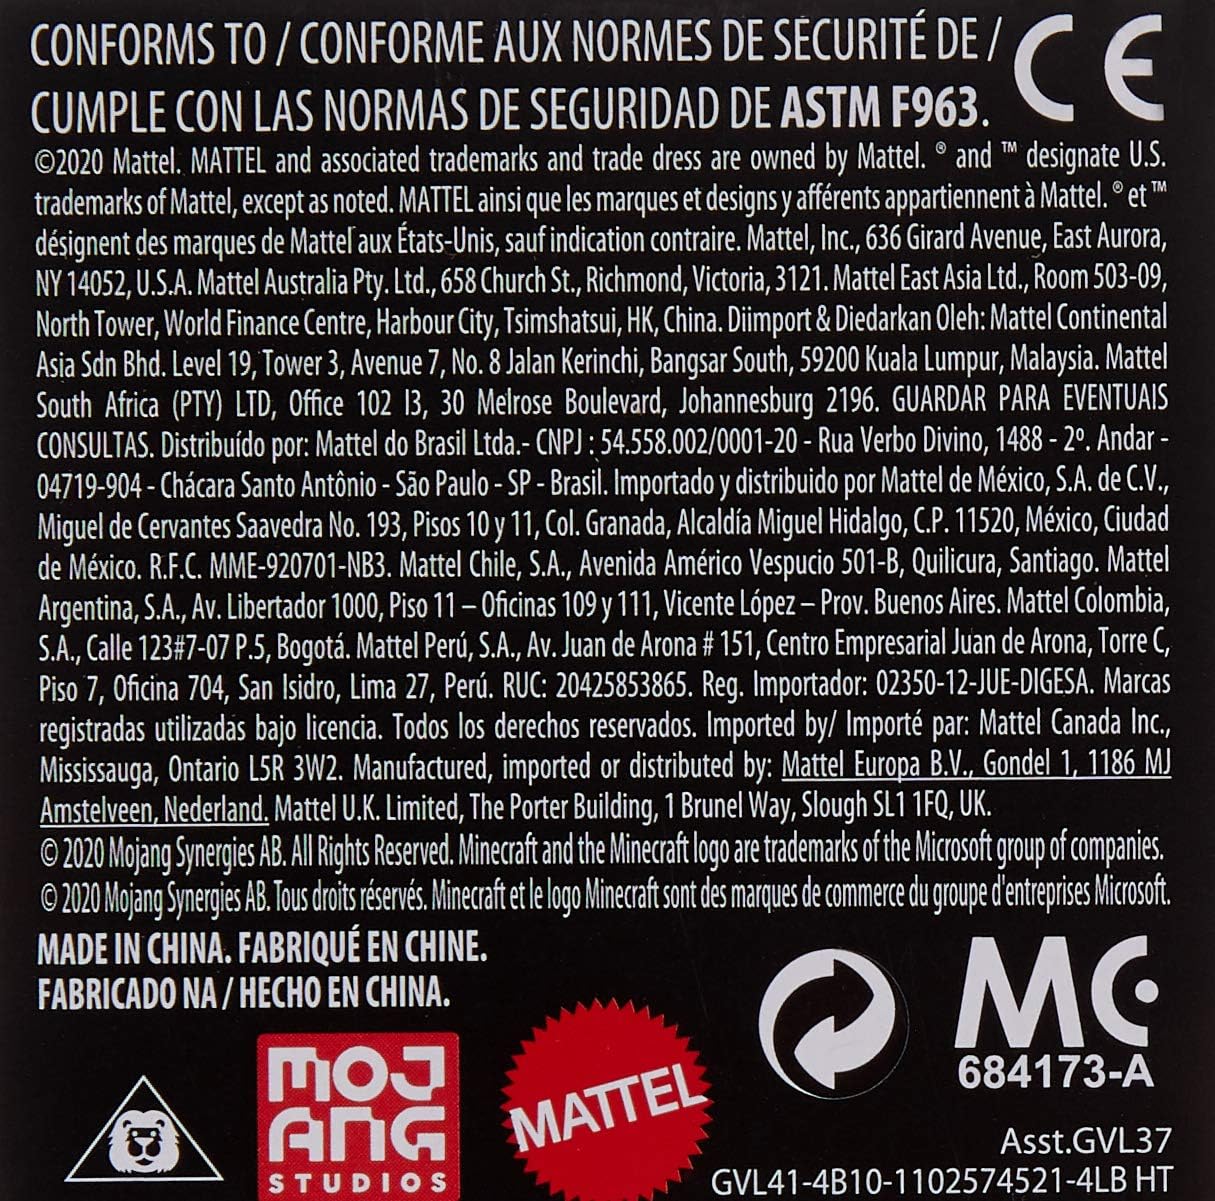 CONFORMS TO / CONFORME AUX NORMES DE SÉCURITÉ DE /
CUMPLE CON LAS NORMAS DE SEGURIDAD DE ASTM F963.
CE
©2020 Mattel. MATTEL and associated trademarks and trade dress are owned by Mattel. ® and ™ designate U.S.
trademarks of Mattel, except as noted. MATTEL ainsi que les marques et designs y afférents appartiennent à Mattel. ® et ™
désignent des marques de Mattel aux États-Unis, sauf indication contraire. Mattel, Inc., 636 Girard Avenue, East Aurora,
NY 14052, U.S.A. Mattel Australia Pty. Ltd., 658 Church St., Richmond, Victoria, 3121. Mattel East Asia Ltd., Room 503-09,
North Tower, World Finance Centre, Harbour City, Tsimshatsui, HK, China. Diimport & Diedarkan Oleh: Mattel Continental
Asia Sdn Bhd. Level 19, Tower 3, Avenue 7, No. 8 Jalan Kerinchi, Bangsar South, 59200 Kuala Lumpur, Malaysia. Mattel
South Africa (PTY) LTD, Office 102 I3, 30 Melrose Boulevard, Johannesburg 2196. GUARDAR PARA EVENTUAIS
CONSULTAS. Distribuído por: Mattel do Brasil Ltda.- CNPJ : 54.558.002/0001-20 - Rua Verbo Divino, 1488 - 2º. Andar -
04719-904 - Chácara Santo Antônio - São Paulo - SP - Brasil. Importado y distribuido por Mattel de México, S.A. de C.V.,
Miguel de Cervantes Saavedra No. 193, Pisos 10 y 11, Col. Granada, Alcaldía Miguel Hidalgo, C.P. 11520, México, Ciudad
de México. R.F.C. MME-920701-NB3. Mattel Chile, S.A., Avenida Américo Vespucio 501-B, Quilicura, Santiago. Mattel
Argentina, S.A., Av. Libertador 1000, Piso 11 – Oficinas 109 y 111, Vicente López – Prov. Buenos Aires. Mattel Colombia,
S.A., Calle 123#7-07 P.5, Bogotá. Mattel Perú, S.A., Av. Juan de Arona # 151, Centro Empresarial Juan de Arona, Torre C,
Piso 7, Oficina 704, San Isidro, Lima 27, Perú. RUC: 20425853865. Reg. Importador: 02350-12-JUE-DIGESA. Marcas
registradas utilizadas bajo licencia. Todos los derechos reservados. Imported by/ Importé par: Mattel Canada Inc.,
Mississauga, Ontario L5R 3W2. Manufactured, imported or distributed by: Mattel Europa B.V., Gondel 1, 1186 MJ
Amstelveen, Nederland. Mattel U.K. Limited, The Porter Building, 1 Brunel Way, Slough SL1 1FQ, UK.
© 2020 Mojang Synergies AB. All Rights Reserved. Minecraft and the Minecraft logo are trademarks of the Microsoft group of companies.
© 2020 Mojang Synergies AB. Tous droits réservés. Minecraft et le logo Minecraft sont des marques de commerce du groupe d'entreprises Microsoft.
MADE IN CHINA. FABRIQUÉ EN CHINE.
FABRICADO NA / HECHO EN CHINA.
MC
684173-A
MOJ
ANG
STUDIOS
MATTEL
Asst.GVL37
GVL41-4B10-1102574521-4LB HT